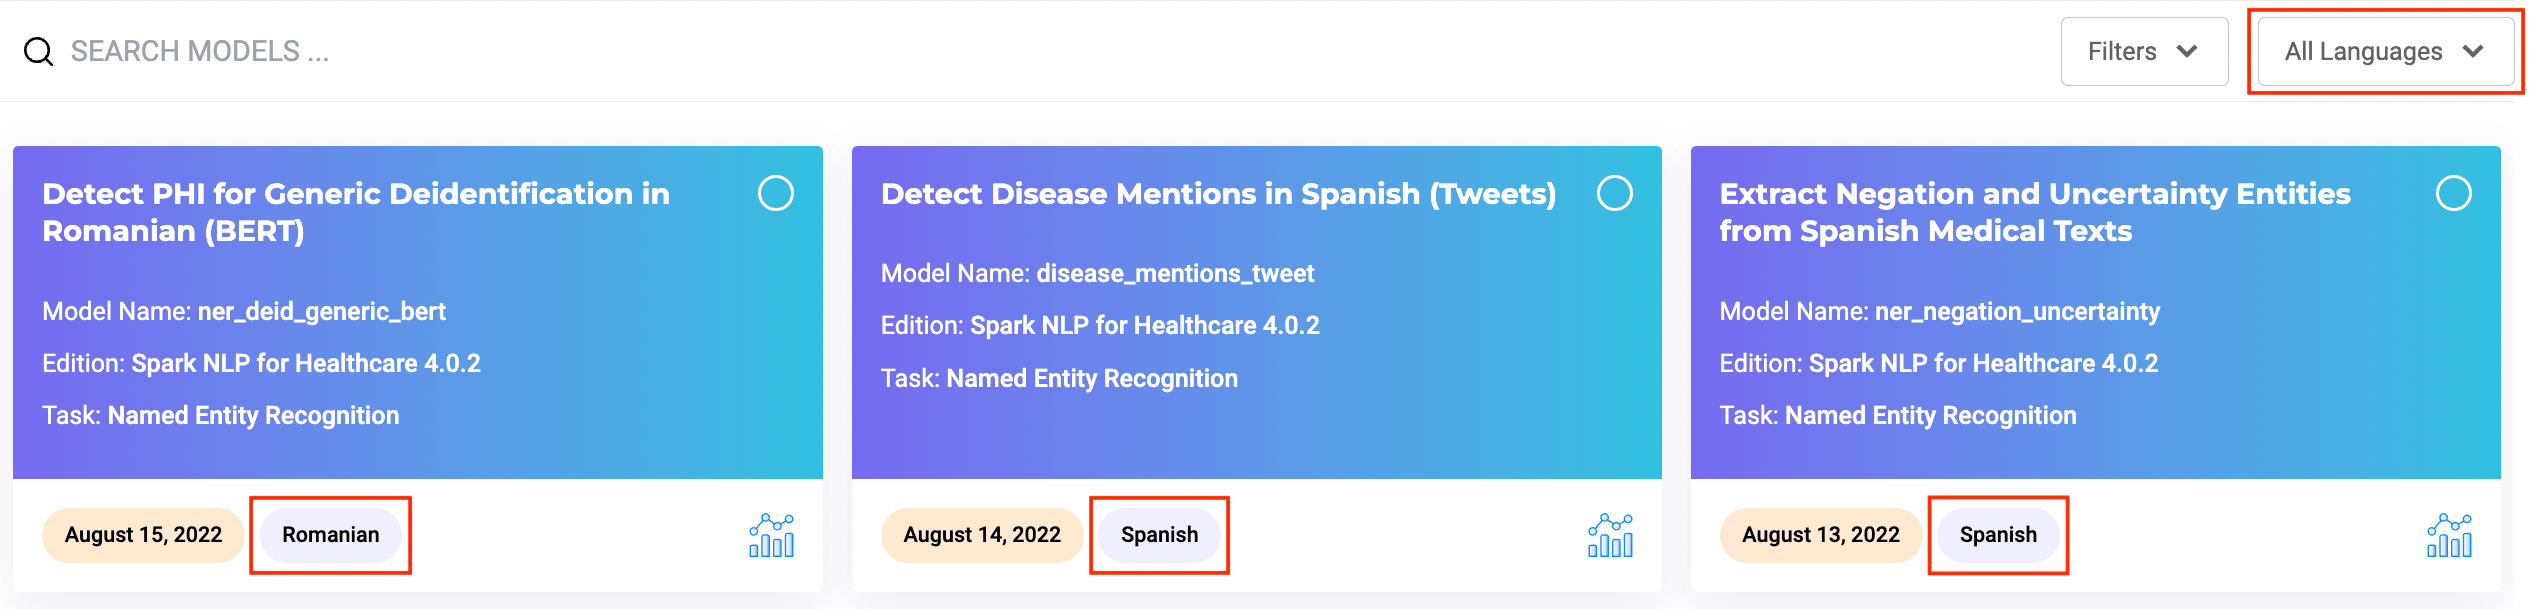 SEARCH MODELS ...
Filters
All Languages
Detect PHI for Generic Deidentification in
Romanian (BERT)
Model Name: ner_deid_generic_bert
Edition: Spark NLP for Healthcare 4.0.2
Task: Named Entity Recognition
August 15, 2022
Romanian
Detect Disease Mentions in Spanish (Tweets)
Model Name: disease_mentions_tweet
Edition: Spark NLP for Healthcare 4.0.2
Task: Named Entity Recognition
August 14, 2022
Spanish
Extract Negation and Uncertainty Entities
from Spanish Medical Texts
Model Name: ner_negation_uncertainty
Edition: Spark NLP for Healthcare 4.0.2
Task: Named Entity Recognition
August 13, 2022
Spanish